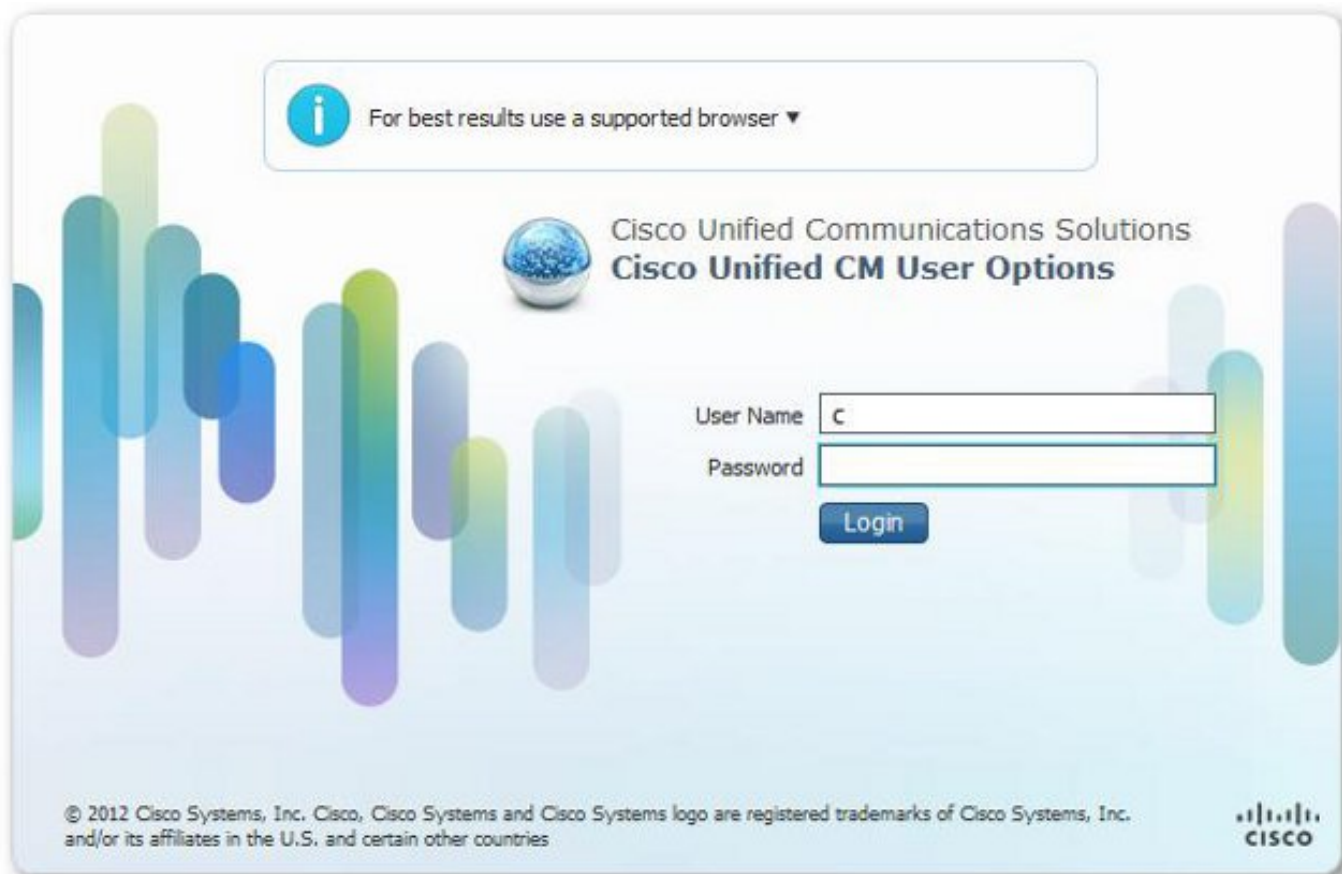 For best results use a supported browser ▼
Cisco Unified Communications Solutions
Cisco Unified CM User Options
User Name
c
Password
Login
© 2012 Cisco Systems, Inc. Cisco, Cisco Systems and Cisco Systems logo are registered trademarks of Cisco Systems, Inc.
and/or its affiliates in the U.S. and certain other countries
CISCO